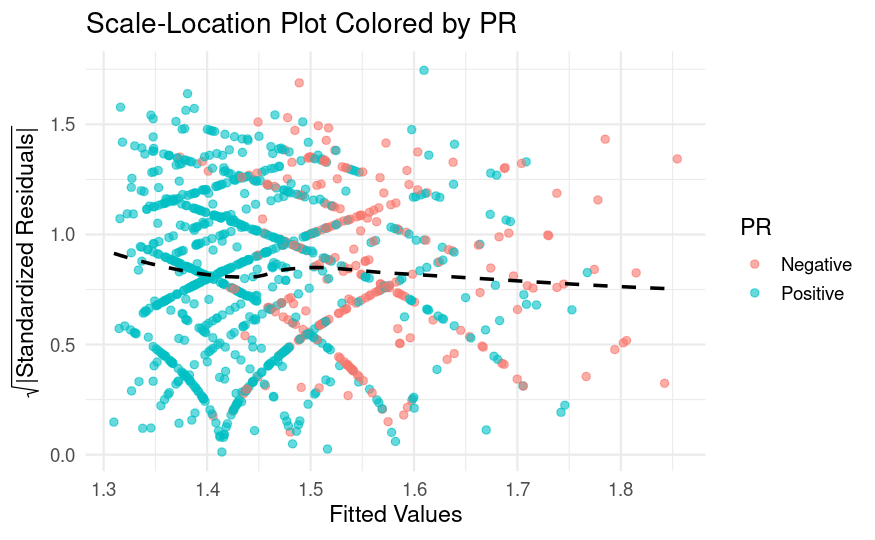 Scale-Location Plot Colored by PR
√|Standardized Residuals|
1.5
1.0
0.5
0.0
1.3 1.4 1.5 1.6 1.7 1.8
Fitted Values
PR
Negative
Positive